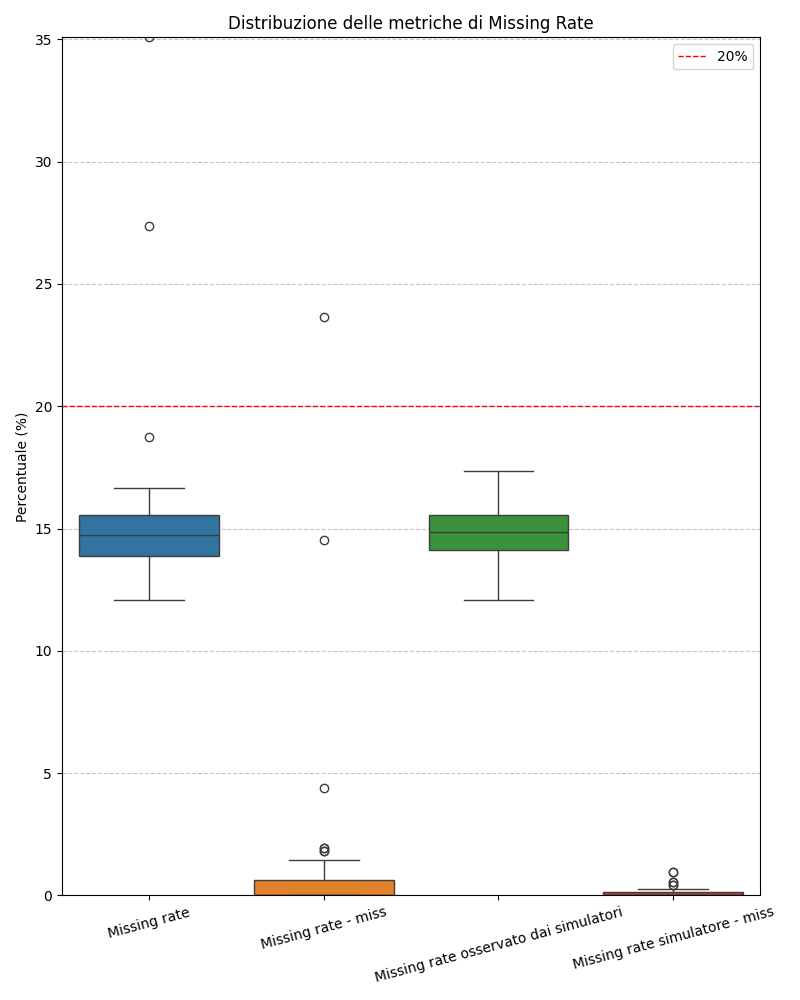 Distribuzione delle metriche di Missing Rate
20%
Percentuale (%)
35
30
25
20
15
10
5
0
Missing rate
Missing rate - miss
Missing rate osservato dai simulatori
Missing rate simulatore - miss